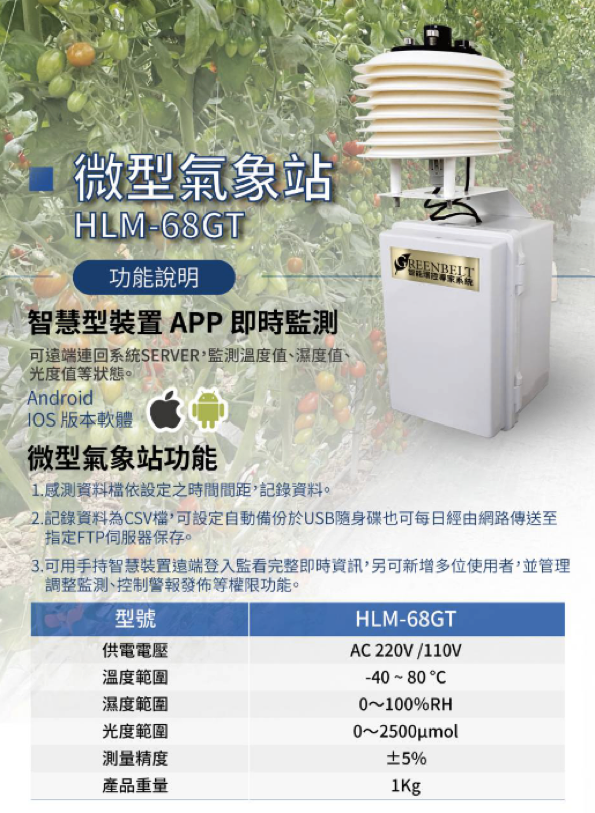 微型氣象站
HLM-68GT
GREENBELT
智能環控專家系統
功能說明
智慧型裝置 APP 即時監測
可遠端連回系統SERVER,監測溫度值、濕度值、
光度值等狀態。
Android
IOS 版本軟體
微型氣象站功能
1.感測資料檔依設定之時間間距,記錄資料。
2.記錄資料為CSV檔,可設定自動備份於USB隨身碟也可每日經由網路傳送至
指定FTP伺服器保存。
3.可用手持智慧裝置遠端登入監看完整即時資訊,另可新增多位使用者,並管理
調整監測、控制警報發佈等權限功能。
型號 HLM-68GT
供電電壓 AC 220V /110V
溫度範圍 -40 ~ 80 °C
濕度範圍 0～100%RH
光度範圍 0～2500μmol
測量精度 ±5%
產品重量 1Kg